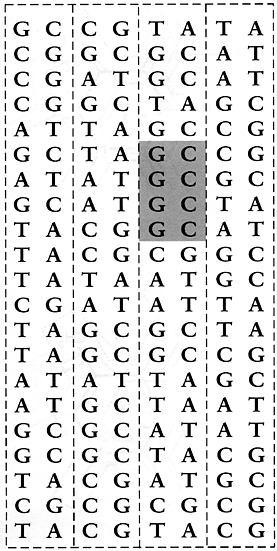 G C C G T A T A
C G G C G C A T
C G A T G C A T
C G G C T A G C
A T T A G C C G
G C T A G C C G
A T A T G C G C
G C A T G C T A
T A C G G C A T
T A C G C G G C
T A T A A T G C
C G A T A T T A
T A G C G C T A
T A G C G C C G
A T A T T A G C
A T G C T A A T
G C G C A T A T
G C G C T A C G
T A C G A T G C
C G C G C G C G
T A C G T A C G